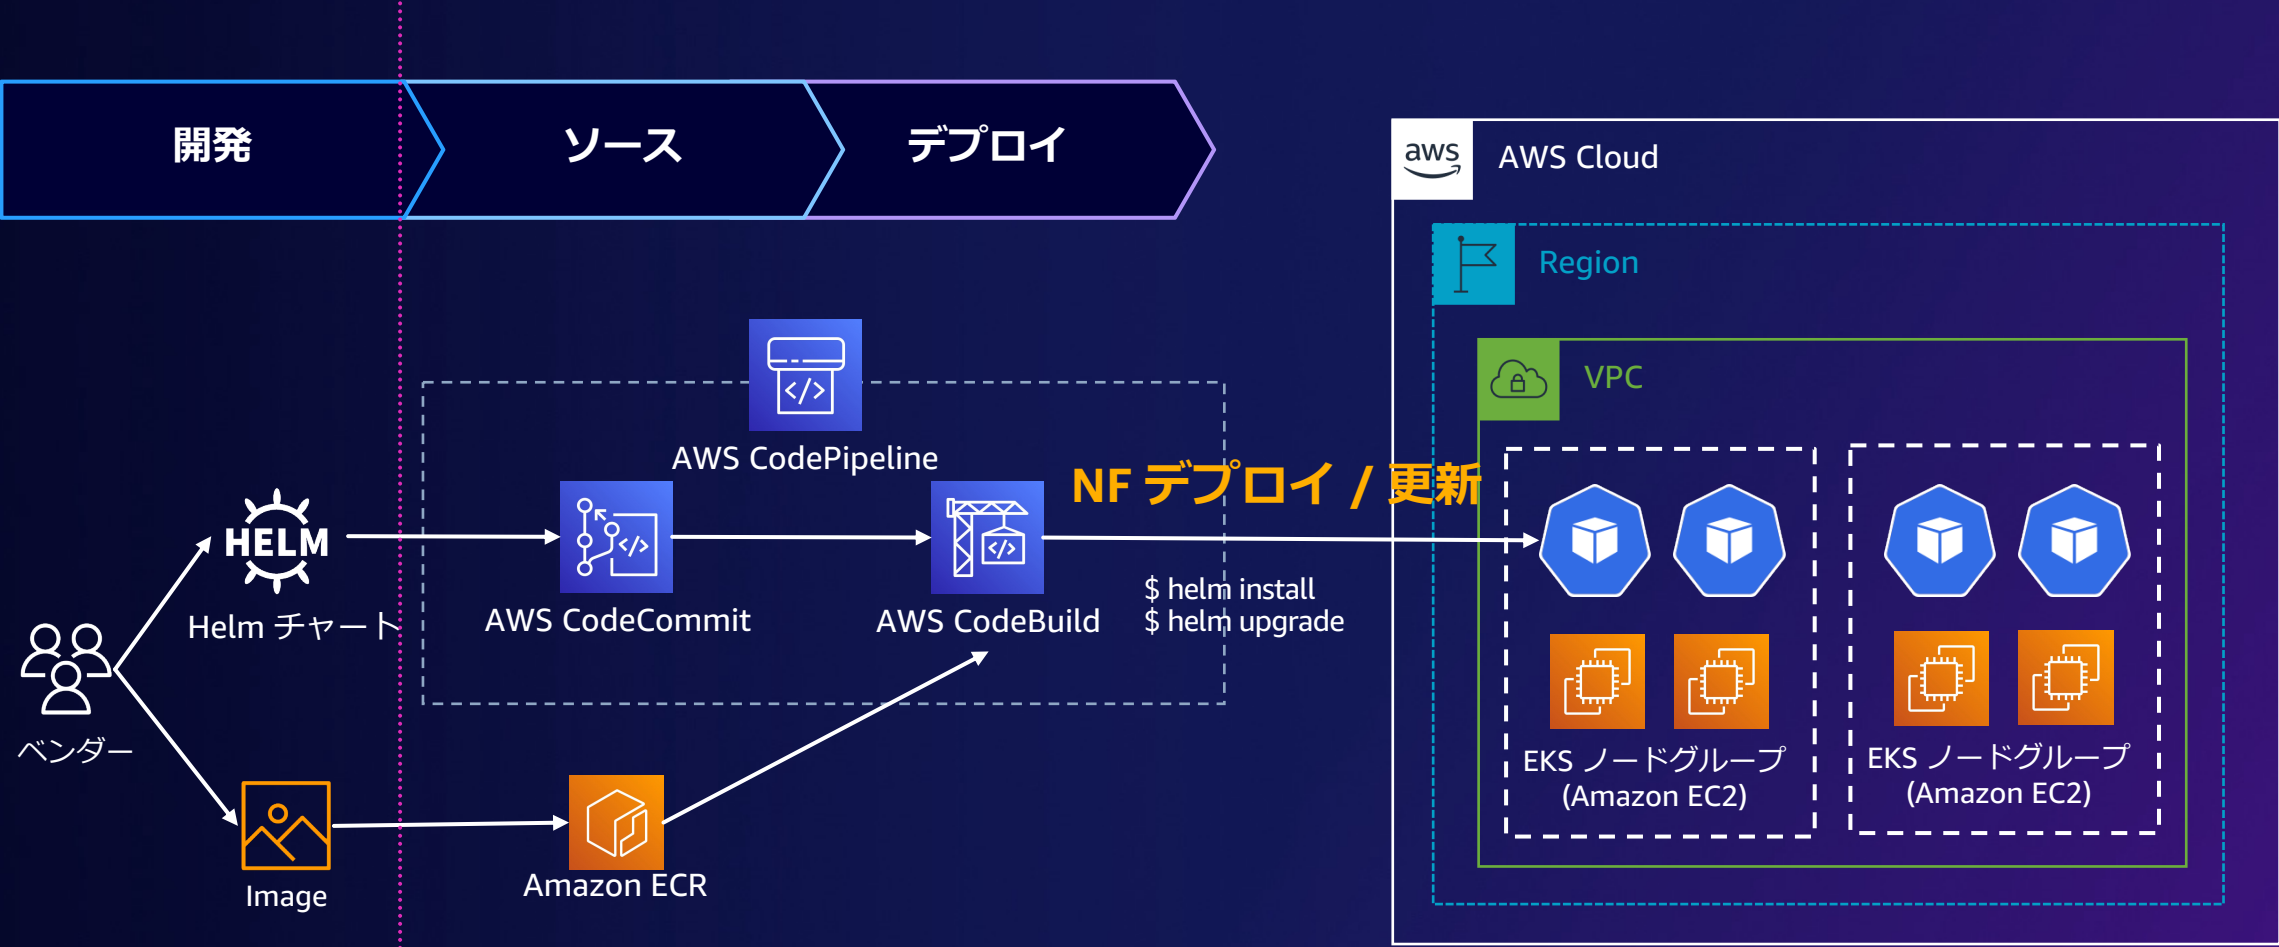 開発
ソース
デプロイ
aws
AWS Cloud
Region
VPC
AWS CodePipeline
NF デプロイ / 更新
HELM
Helm チャート
AWS CodeCommit
AWS CodeBuild
$ helm install
$ helm upgrade
ベンダー
Image
Amazon ECR
EKS ノードグループ
(Amazon EC2)
EKS ノードグループ
(Amazon EC2)